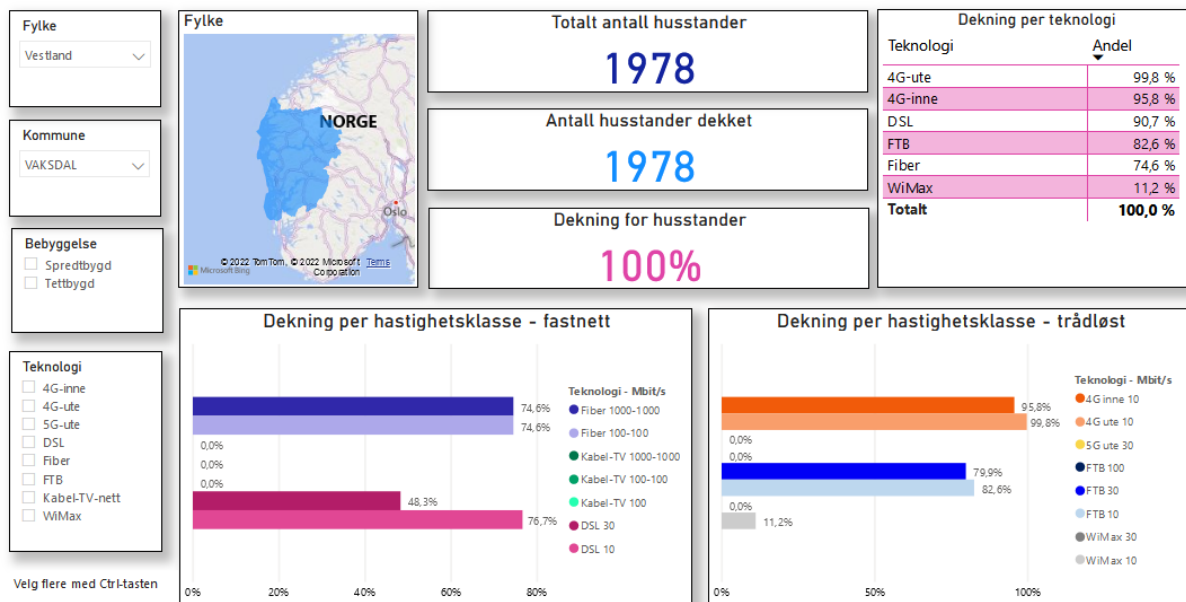 Fylke
Vestland
Kommune
VAKSDAL
Bebyggelse
Spredtbygd
Tettbygd
Teknologi
4G-inne
4G-ute
5G-ute
DSL
Fiber
FTB
Kabel-TV-nett
WiMax
Velg flere med Ctrl-tasten
Fylke
NORGE
Oslo
© 2022 TomTom, © 2022 Microsoft Corporation Terms
Microsoft Bing
Totalt antall husstander
1978
Antall husstander dekket
1978
Dekning for husstander
100%
Dekning per teknologi
Teknologi Andel
4G-ute 99,8 %
4G-inne 95,8 %
DSL 90,7 %
FTB 82,6 %
Fiber 74,6 %
WiMax 11,2 %
Totalt 100,0 %
Dekning per hastighetsklasse - fastnett
74,6%
74,6%
0,0%
0,0%
0,0%
48,3%
76,7%
0% 20% 40% 60% 80%
Teknologi - Mbit/s
Fiber 1000-1000
Fiber 100-100
Kabel-TV 1000-1000
Kabel-TV 100-100
Kabel-TV 100
DSL 30
DSL 10
Dekning per hastighetsklasse - trådløst
95,8%
99,8%
0,0%
0,0%
79,9%
82,6%
0,0%
11,2%
0% 50% 100%
Teknologi - Mbit/s
4G inne 10
4G ute 10
5G ute 30
FTB 100
FTB 30
FTB 10
WiMax 30
WiMax 10